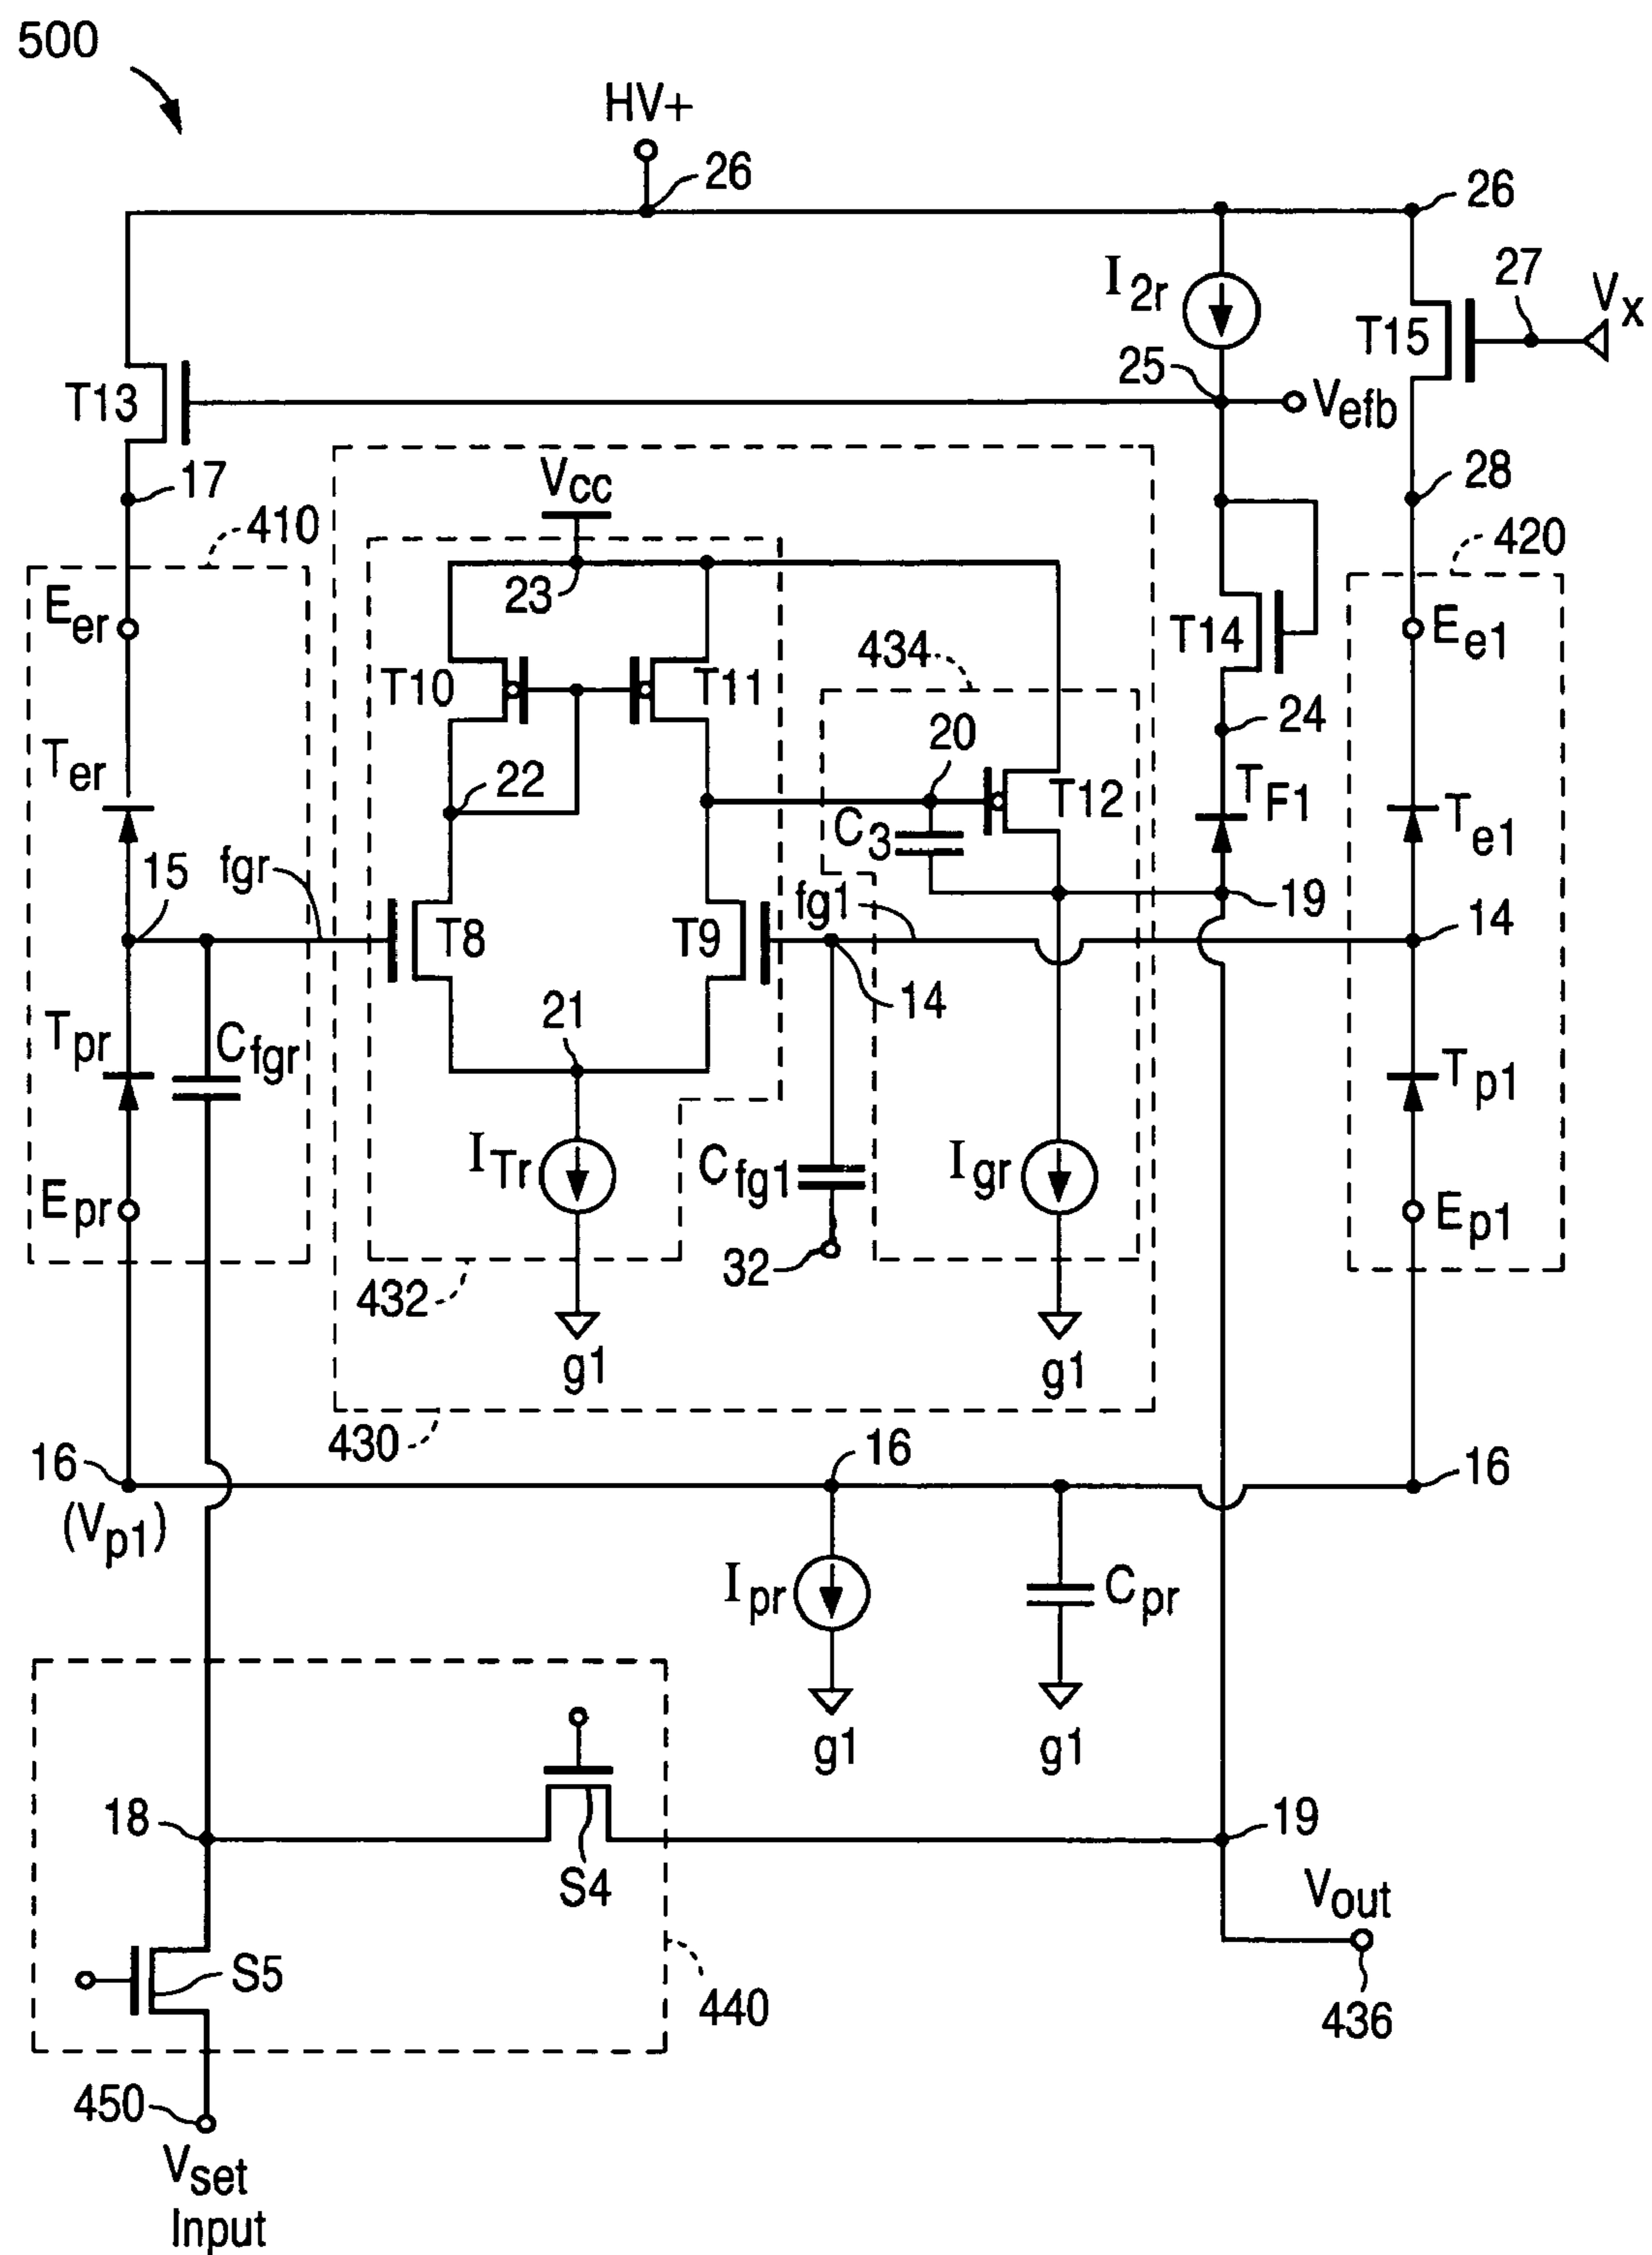 500
HV+
26
26
I2r
27
Vx
T15
25
Vefb
T13
17
410
Vcc
28
420
23
Eer
T14
Ee1
434
T10
T11
24
20
Ter
22
T12
TF1
Te1
C3
15
fgr
fg1
19
14
T8
T9
14
21
Tpr
Cfgr
Tp1
ITr
Cfg1
Igr
Epr
Ep1
32
432
g1
g1
430
16
16
16
(Vp1)
Ipr
Cpr
g1
g1
18
19
S4
Vout
S5
440
436
450
Vset
Input